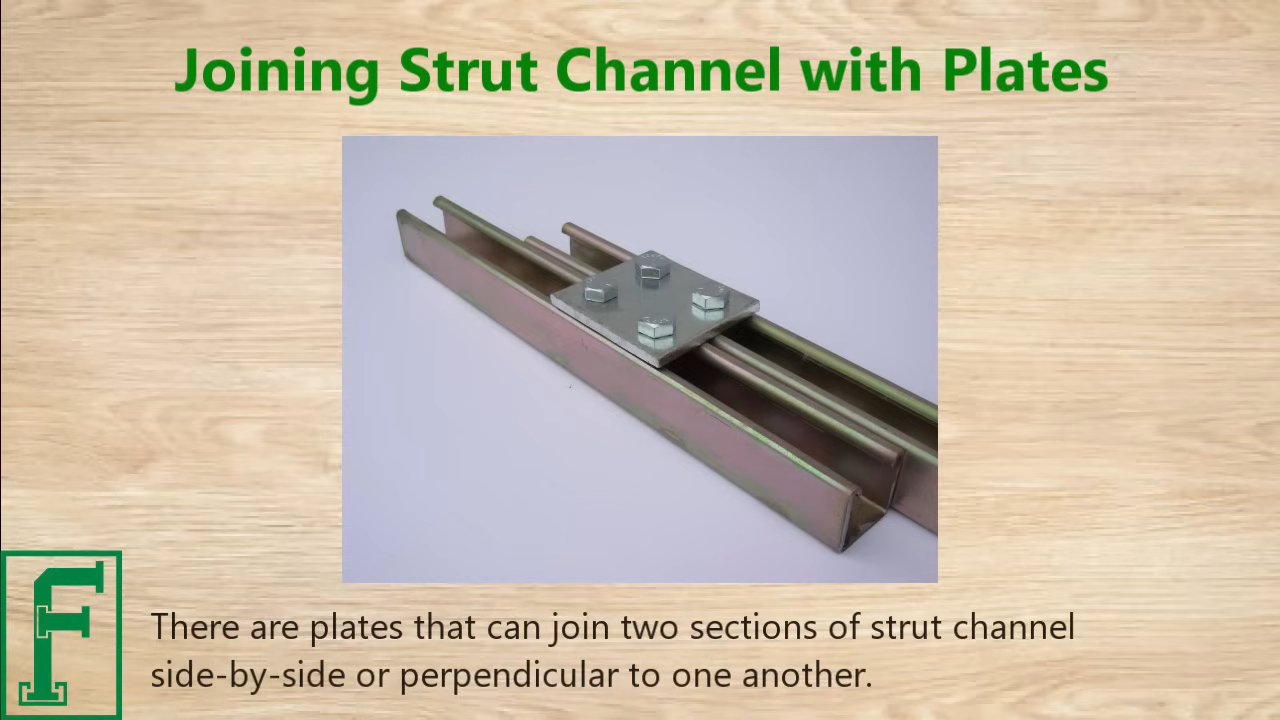 Joining Strut Channel with Plates
F
There are plates that can join two sections of strut channel
side-by-side or perpendicular to one another.